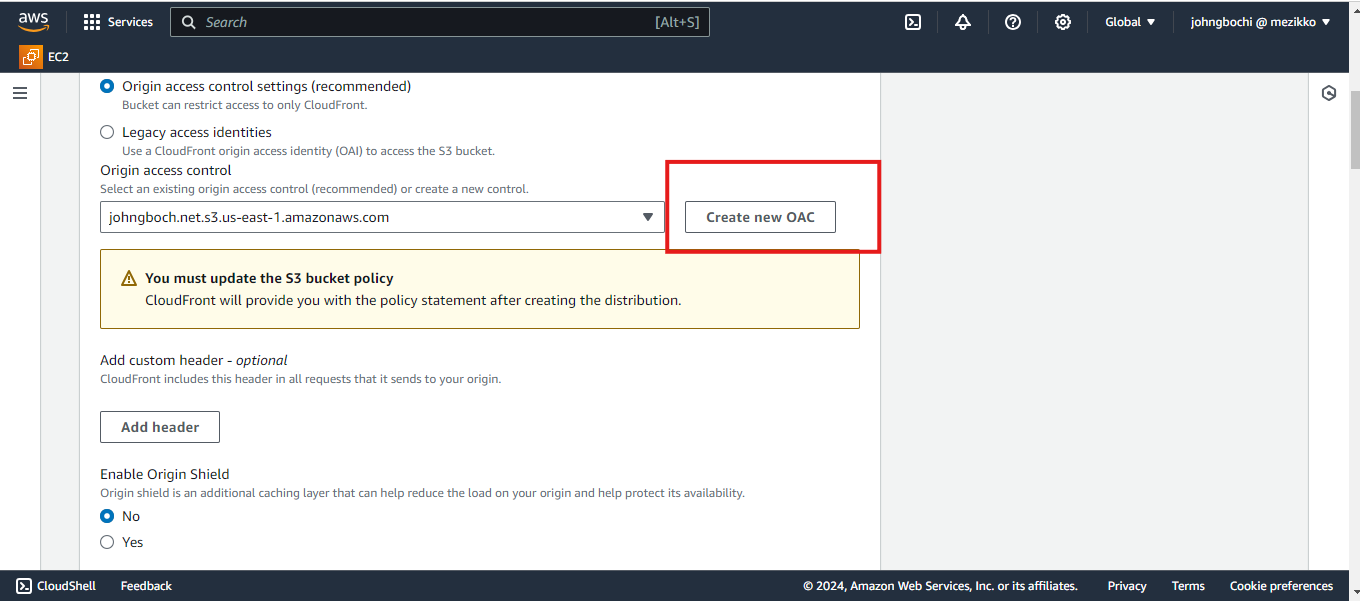 aws
Services
Search
[Alt+S]
Global
johngbochi @ mezikko
EC2
Origin access control settings (recommended)
Bucket can restrict access to only CloudFront.
Legacy access identities
Use a CloudFront origin access identity (OAI) to access the S3 bucket.
Origin access control
Select an existing origin access control (recommended) or create a new control.
johngboch.net.s3.us-east-1.amazonaws.com
Create new OAC
You must update the S3 bucket policy
CloudFront will provide you with the policy statement after creating the distribution.
Add custom header - optional
CloudFront includes this header in all requests that it sends to your origin.
Add header
Enable Origin Shield
Origin shield is an additional caching layer that can help reduce the load on your origin and help protect its availability.
No
Yes
CloudShell
Feedback
© 2024, Amazon Web Services, Inc. or its affiliates.
Privacy
Terms
Cookie preferences